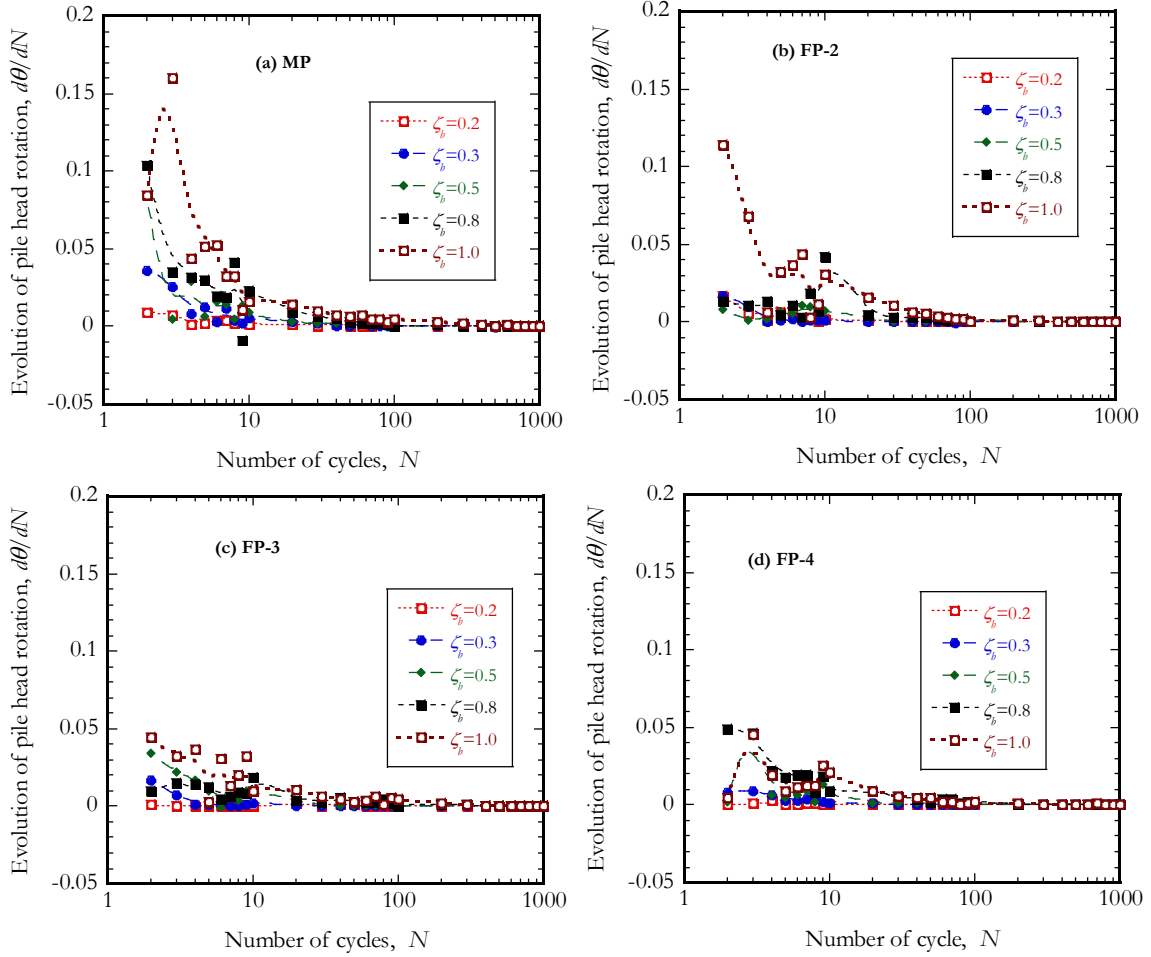 0.2
0.15
0.1
0.05
0
-0.05
Evolution of pile head rotation, dθ/dN
(a) MP
ζb=0.2
ζb=0.3
ζb=0.5
ζb=0.8
ζb=1.0
1 10 100 1000
Number of cycles, N
0.2
0.15
0.1
0.05
0
-0.05
Evolution of pile head rotation, dθ/dN
(b) FP-2
ζb=0.2
ζb=0.3
ζb=0.5
ζb=0.8
ζb=1.0
1 10 100 1000
Number of cycles, N
0.2
0.15
0.1
0.05
0
-0.05
Evolution of pile head rotation, dθ/dN
(c) FP-3
ζb=0.2
ζb=0.3
ζb=0.5
ζb=0.8
ζb=1.0
1 10 100 1000
Number of cycles, N
0.2
0.15
0.1
0.05
0
-0.05
Evolution of pile head rotation, dθ/dN
(d) FP-4
ζb=0.2
ζb=0.3
ζb=0.5
ζb=0.8
ζb=1.0
1 10 100 1000
Number of cycle, N